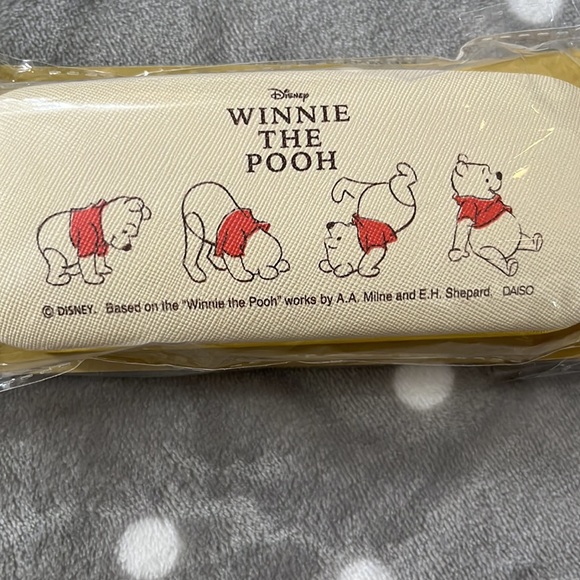 Disney
WINNIE
THE
POOH
© DISNEY. Based on the "Winnie the Pooh" works by A.A. Milne and E.H. Shepard. DAISO